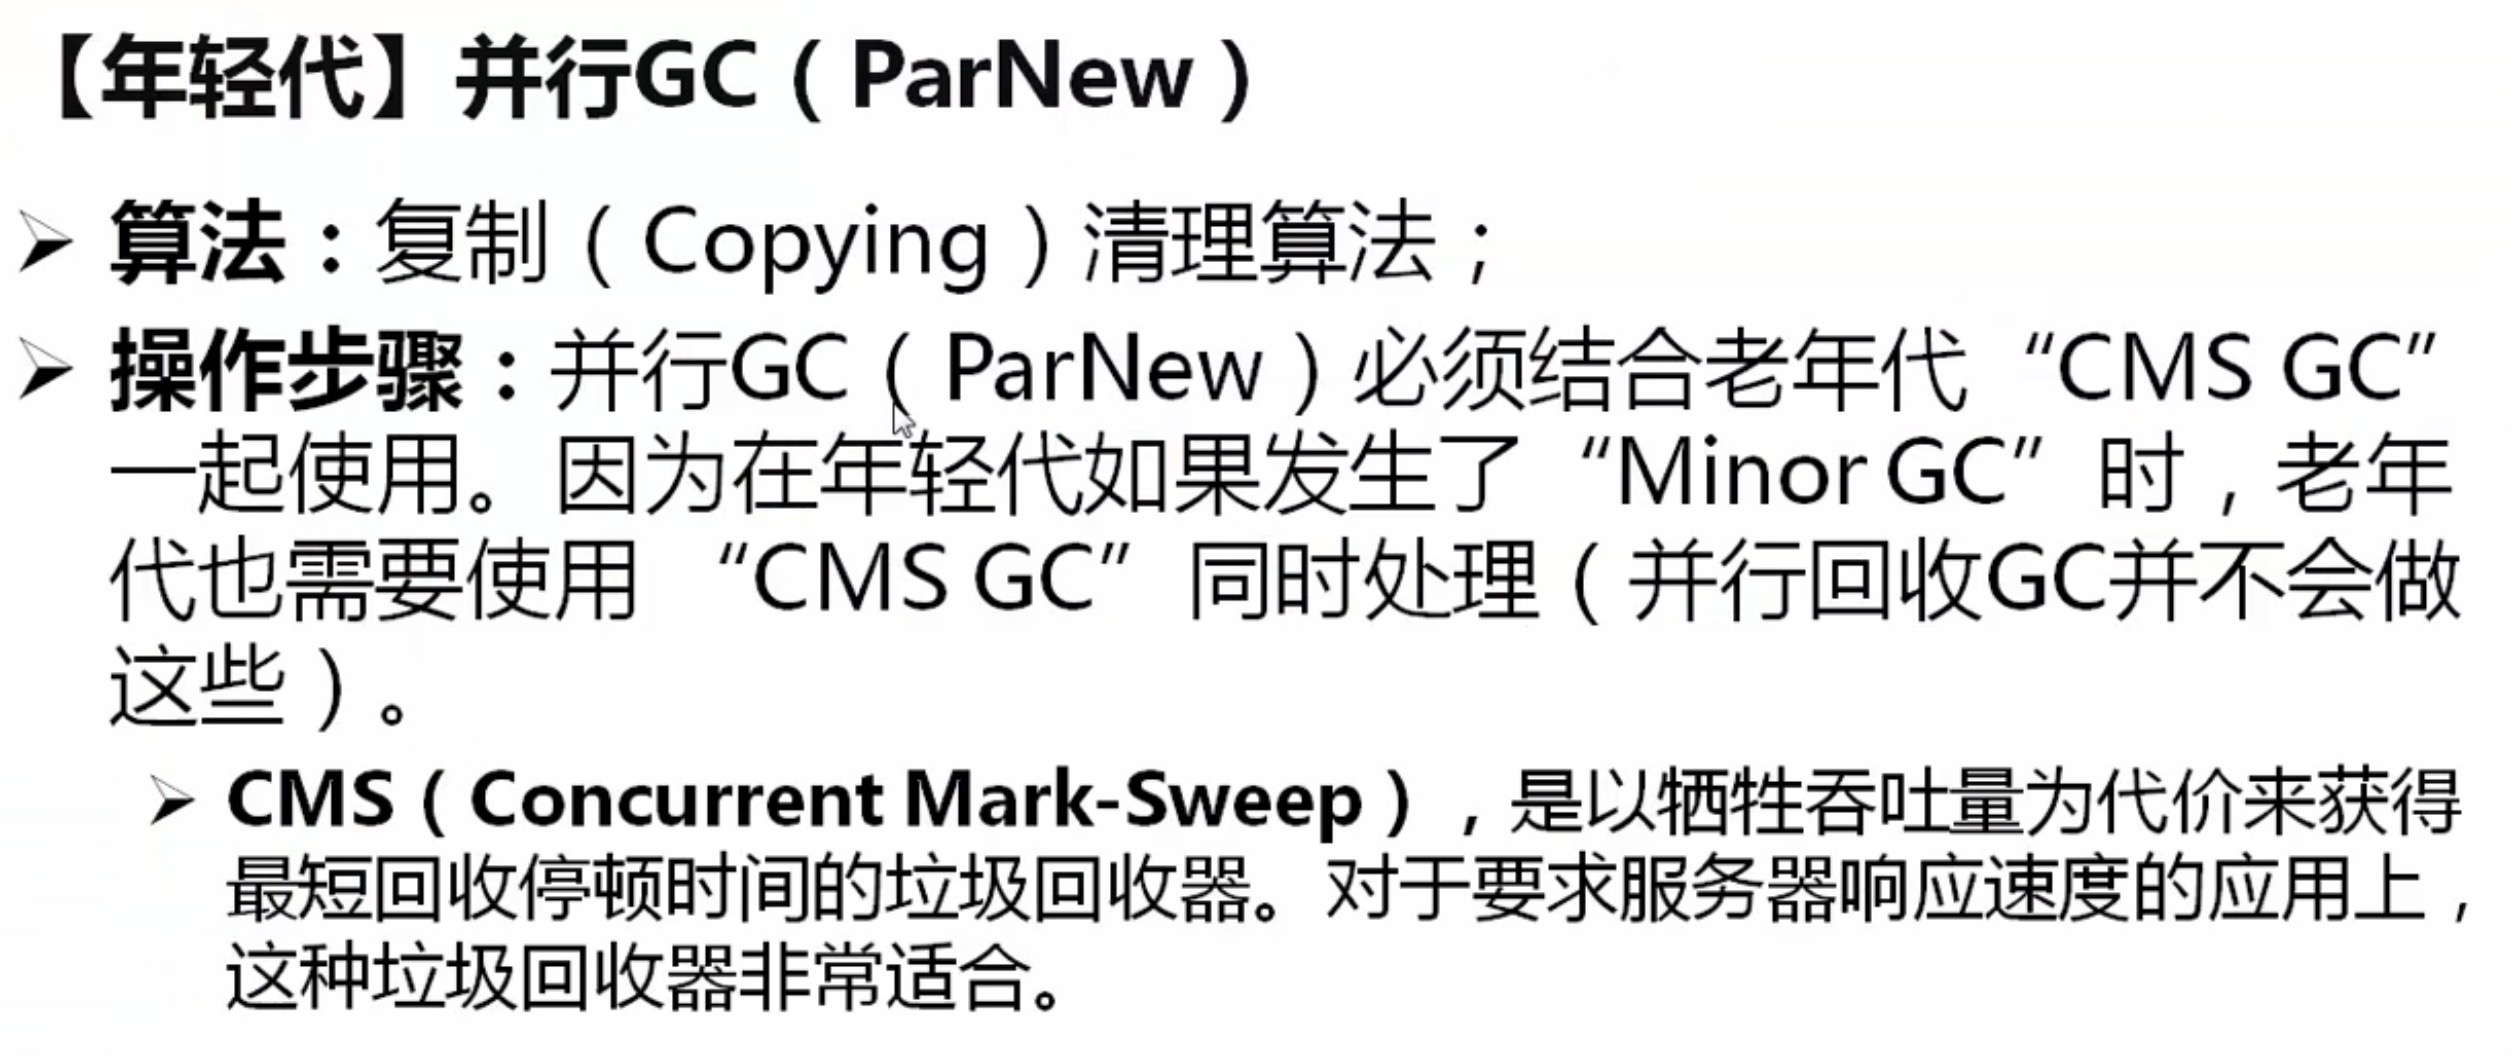 【年轻代】并行GC（ParNew）
算法：复制（Copying）清理算法；
操作步骤：并行GC（ParNew）必须结合老年代“CMS GC”
一起使用。因为在年轻代如果发生了“Minor GC”时，老年
代也需要使用 “CMS GC”同时处理（并行回收GC并不会做
这些）。
CMS（Concurrent Mark-Sweep），是以牺牲吞吐量为代价来获得
最短回收停顿时间的垃圾回收器。对于要求服务器响应速度的应用上，
这种垃圾回收器非常适合。